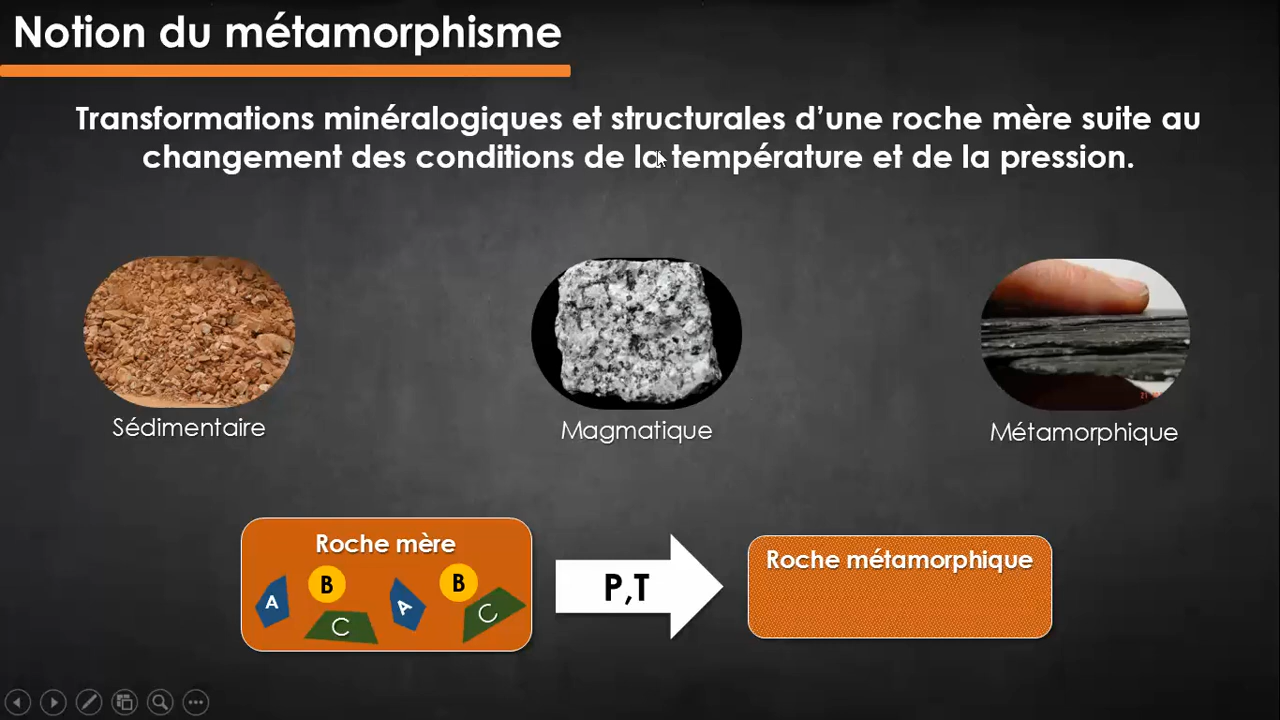 Notion du métamorphisme
Transformations minéralogiques et structurales d’une roche mère suite au
changement des conditions de la température et de la pression.
Sédimentaire
Magmatique
Métamorphique
Roche mère
A
B
C
A
B
C
P,T
Roche métamorphique